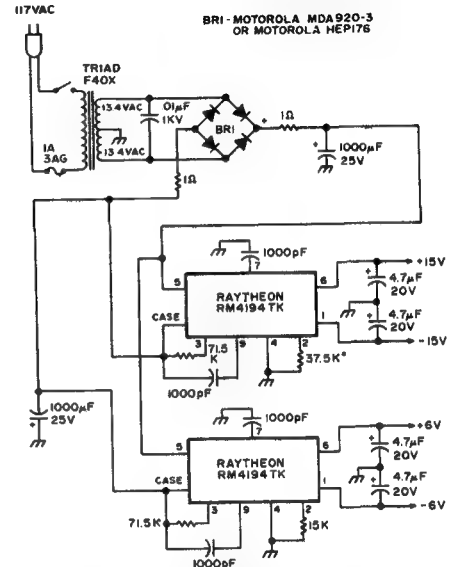 117VAC
BRI - MOTOROLA MDA920-3
OR MOTOROLA HEP176
TRIAD
F40X
13.4VAC
.01µF
1KV
BR1
+
1Ω
13.4VAC
1A
3AG
1Ω
+
1000µF
25V
1000pF
7
5
6
+15V
RAYTHEON
RM4194TK
+
4.7µF
20V
CASE
1
+
4.7µF
20V
-15V
3
9
4
2
71.5
K
37.5K*
1000pF
1000µF
25V
+
1000pF
7
5
6
+6V
RAYTHEON
RM4194TK
+
4.7µF
20V
CASE
1
+
4.7µF
20V
-6V
3
9
4
2
71.5K
15K
1000pF